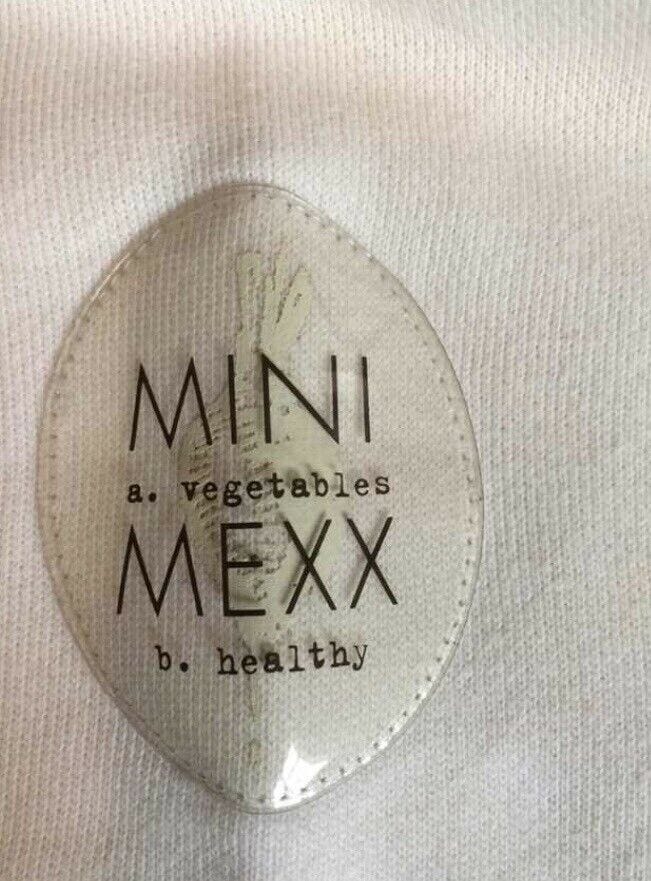 MINI
a. vegetables
MEXX
b. healthy